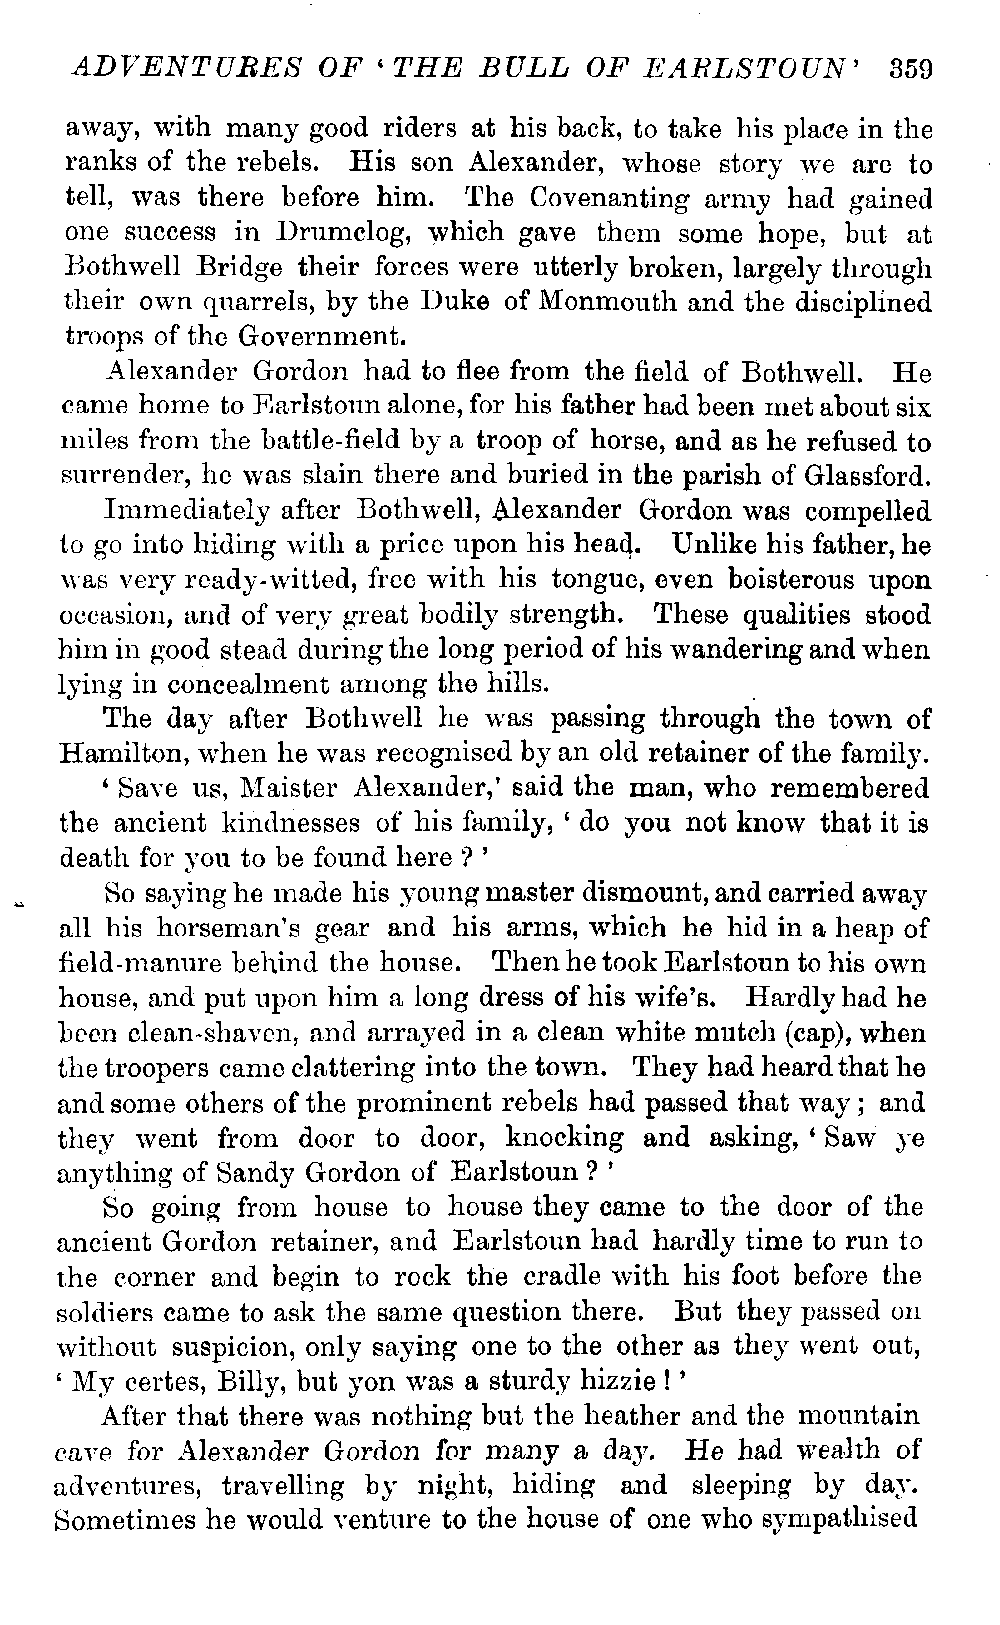 ADVENTURES OF ‘THE BULL OF EARLSTOUN’ 359
away, with many good riders at his back, to take his place in the
ranks of the rebels. His son Alexander, whose story we are to
tell, was there before him. The Covenanting army had gained
one success in Drumclog, which gave them some hope, but at
Bothwell Bridge their forces were utterly broken, largely through
their own quarrels, by the Duke of Monmouth and the disciplined
troops of the Government.
Alexander Gordon had to flee from the field of Bothwell. He
came home to Earlstoun alone, for his father had been met about six
miles from the battle-field by a troop of horse, and as he refused to
surrender, he was slain there and buried in the parish of Glassford.
Immediately after Bothwell, Alexander Gordon was compelled
to go into hiding with a price upon his head. Unlike his father, he
was very ready-witted, free with his tongue, even boisterous upon
occasion, and of very great bodily strength. These qualities stood
him in good stead during the long period of his wandering and when
lying in concealment among the hills.
The day after Bothwell he was passing through the town of
Hamilton, when he was recognised by an old retainer of the family.
‘Save us, Maister Alexander,’ said the man, who remembered
the ancient kindnesses of his family, ‘do you not know that it is
death for you to be found here?’
So saying he made his young master dismount, and carried away
all his horseman's gear and his arms, which he hid in a heap of
field-manure behind the house. Then he took Earlstoun to his own
house, and put upon him a long dress of his wife's. Hardly had he
been clean-shaven, and arrayed in a clean white mutch (cap), when
the troopers came clattering into the town. They had heard that he
and some others of the prominent rebels had passed that way; and
they went from door to door, knocking and asking, ‘Saw ye
anything of Sandy Gordon of Earlstoun?’
So going from house to house they came to the door of the
ancient Gordon retainer, and Earlstoun had hardly time to run to
the corner and begin to rock the cradle with his foot before the
soldiers came to ask the same question there. But they passed on
without suspicion, only saying one to the other as they went out,
‘My certes, Billy, but yon was a sturdy hizzie!’
After that there was nothing but the heather and the mountain
cave for Alexander Gordon for many a day. He had wealth of
adventures, travelling by night, hiding and sleeping by day.
Sometimes he would venture to the house of one who sympathised